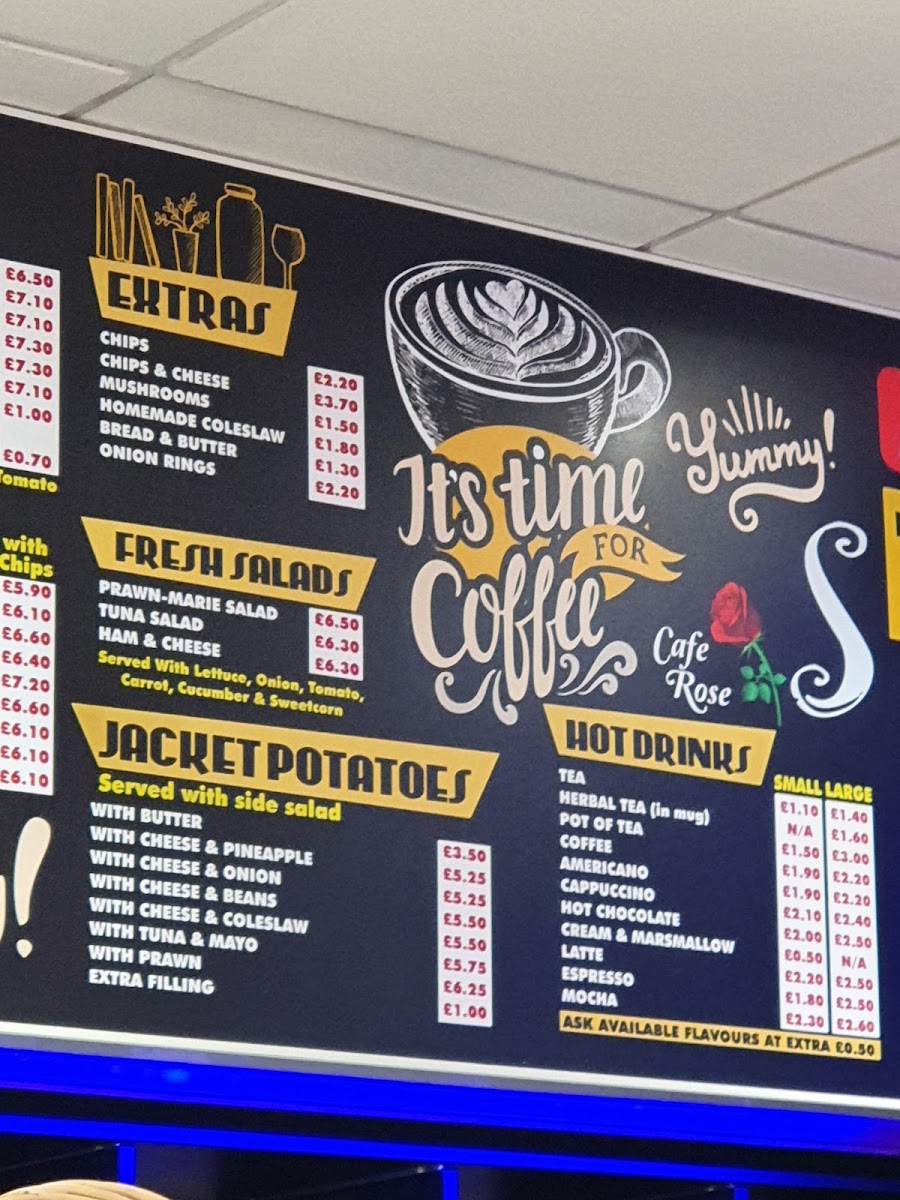 £6.50
£7.10
£7.10
£7.30
£7.30
£7.10
£1.00
£0.70
Tomato
with
Chips
£5.90
£6.10
£6.60
£6.40
£7.20
£6.60
£6.10
£6.10
£6.10
EXTRAS
CHIPS £2.20
CHIPS & CHEESE £3.70
MUSHROOMS £1.50
HOMEMADE COLESLAW £1.80
BREAD & BUTTER £1.30
ONION RINGS £2.20
FRESH SALADS
PRAWN-MARIE SALAD £6.50
TUNA SALAD £6.30
HAM & CHEESE £6.30
Served With Lettuce, Onion, Tomato,
Carrot, Cucumber & Sweetcorn
JACKET POTATOES
Served with side salad
WITH BUTTER £3.50
WITH CHEESE & PINEAPPLE £5.25
WITH CHEESE & ONION £5.25
WITH CHEESE & BEANS £5.50
WITH CHEESE & COLESLAW £5.50
WITH TUNA & MAYO £5.75
WITH PRAWN £6.25
EXTRA FILLING £1.00
It's time
FOR
Coffee
Yummy!
Cafe
Rose
S
HOT DRINKS
SMALL LARGE
TEA £1.10 £1.40
HERBAL TEA (in mug) N/A £1.60
POT OF TEA £1.50 £3.00
COFFEE £1.90 £2.20
AMERICANO £1.90 £2.20
CAPPUCCINO £2,10 £2.40
HOT CHOCOLATE £2.00 £2.50
CREAM & MARSMALLOW £0.50 N/A
LATTE £2.20 £2.50
ESPRESSO £1.80 £2.50
MOCHA £2.30 £2.60
ASK AVAILABLE FLAVOURS AT EXTRA £0.50